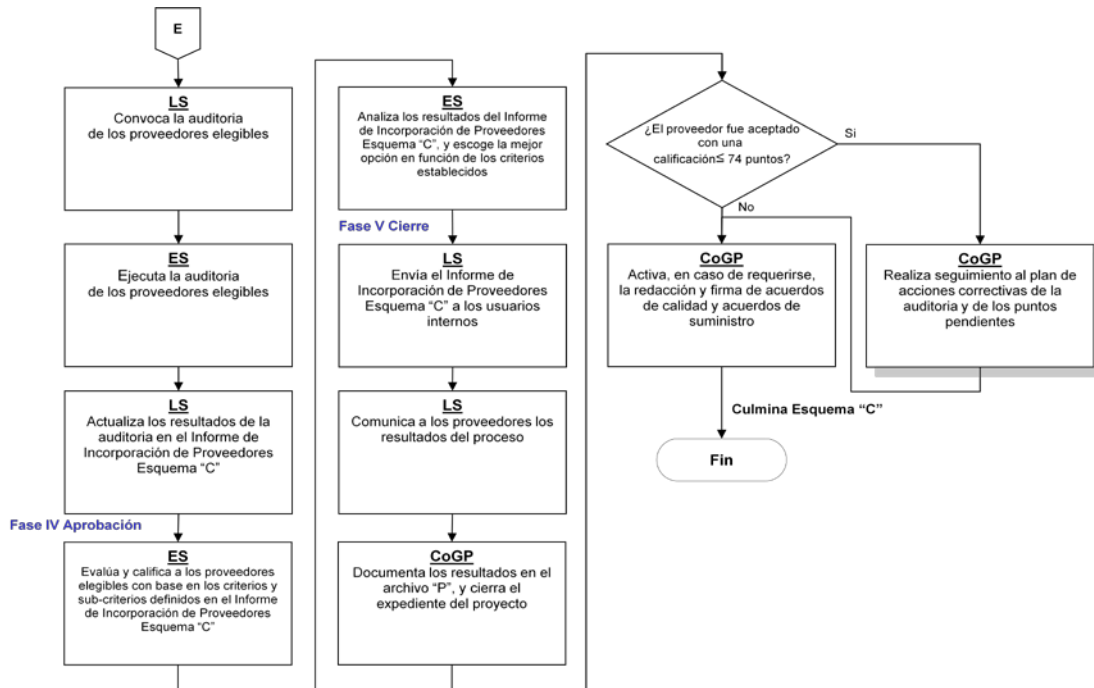 E
LS
Convoca la auditoria
de los proveedores elegibles
ES
Ejecuta la auditoria
de los proveedores elegibles
LS
Actualiza los resultados de la
auditoria en el Informe de
Incorporación de Proveedores
Esquema “C”
Fase IV Aprobación
ES
Evalúa y califica a los proveedores
elegibles con base en los criterios y
sub-criterios definidos en el Informe
de Incorporación de Proveedores
Esquema “C”
ES
Analiza los resultados del Informe
de Incorporación de Proveedores
Esquema “C”, y escoge la mejor
opción en función de los criterios
establecidos
Fase V Cierre
LS
Envía el Informe de
Incorporación de Proveedores
Esquema “C” a los usuarios
internos
LS
Comunica a los proveedores los
resultados del proceso
CoGP
Documenta los resultados en el
archivo “P”, y cierra el
expediente del proyecto
¿El proveedor fue aceptado
con una
calificación≤ 74 puntos?
Si
No
CoGP
Activa, en caso de requerirse,
la redacción y firma de acuerdos
de calidad y acuerdos de
suministro
CoGP
Realiza seguimiento al plan de
acciones correctivas de la
auditoria y de los puntos
pendientes
Culmina Esquema “C”
Fin